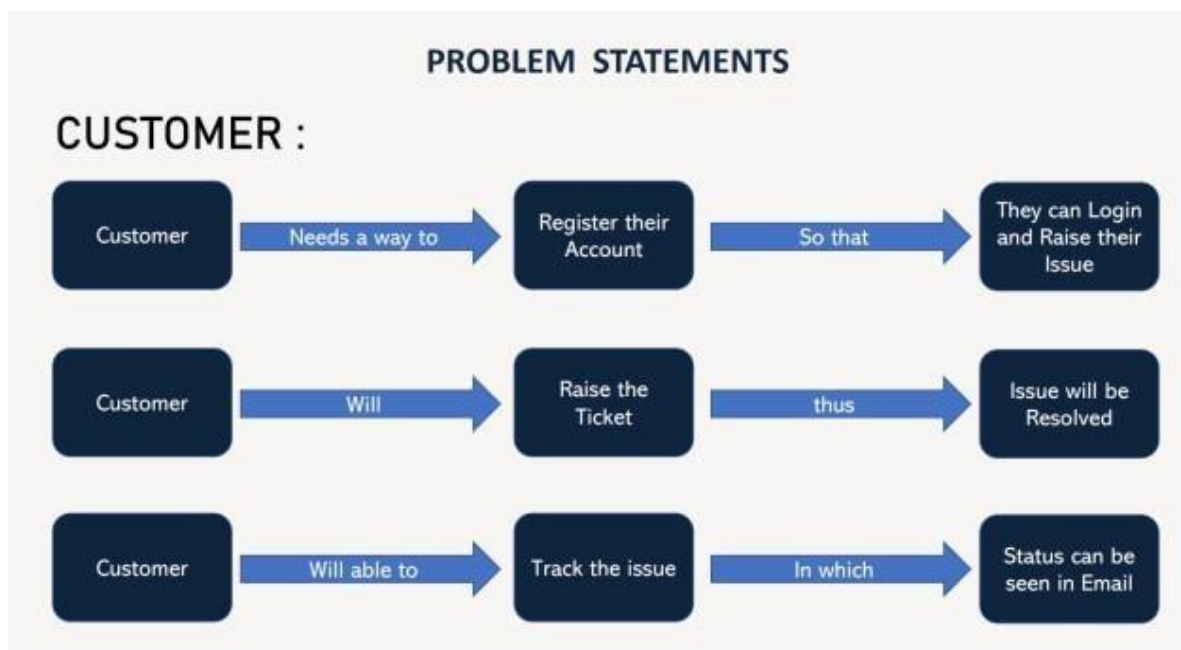 PROBLEM STATEMENTS
CUSTOMER :
Customer
Needs a way to
Register their
Account
So that
They can Login
and Raise their
Issue
Customer
Will
Raise the
Ticket
thus
Issue will be
Resolved
Customer
Will able to
Track the issue
In which
Status can be
seen in Email